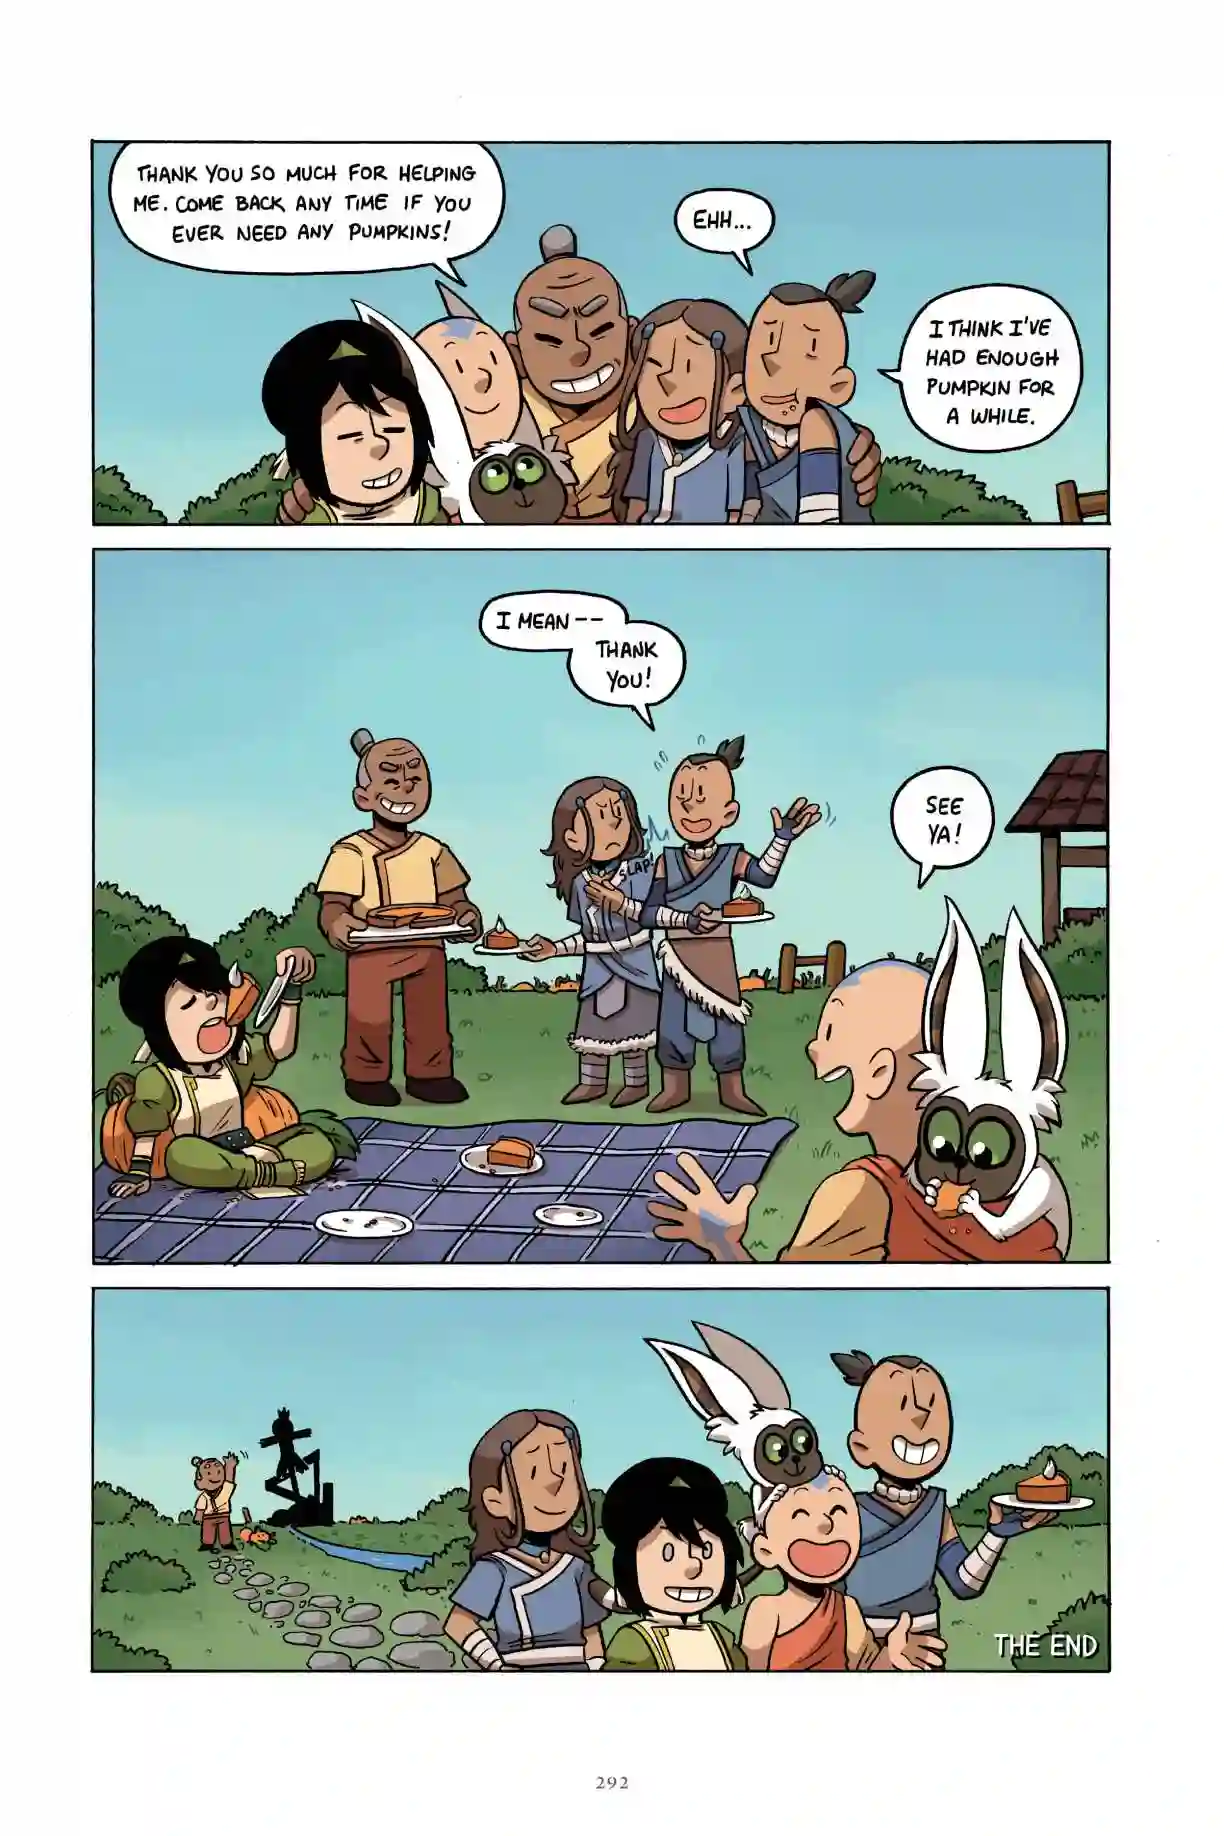 THANK YOU SO MUCH FOR HELPING
ME. COME BACK ANY TIME IF YOU
EVER NEED ANY PUMPKINS!
EHH...
I THINK I'VE
HAD ENOUGH
PUMPKIN FOR
A WHILE.
I MEAN--
THANK
YOU!
SLAP!
SEE
YA!
THE END
292